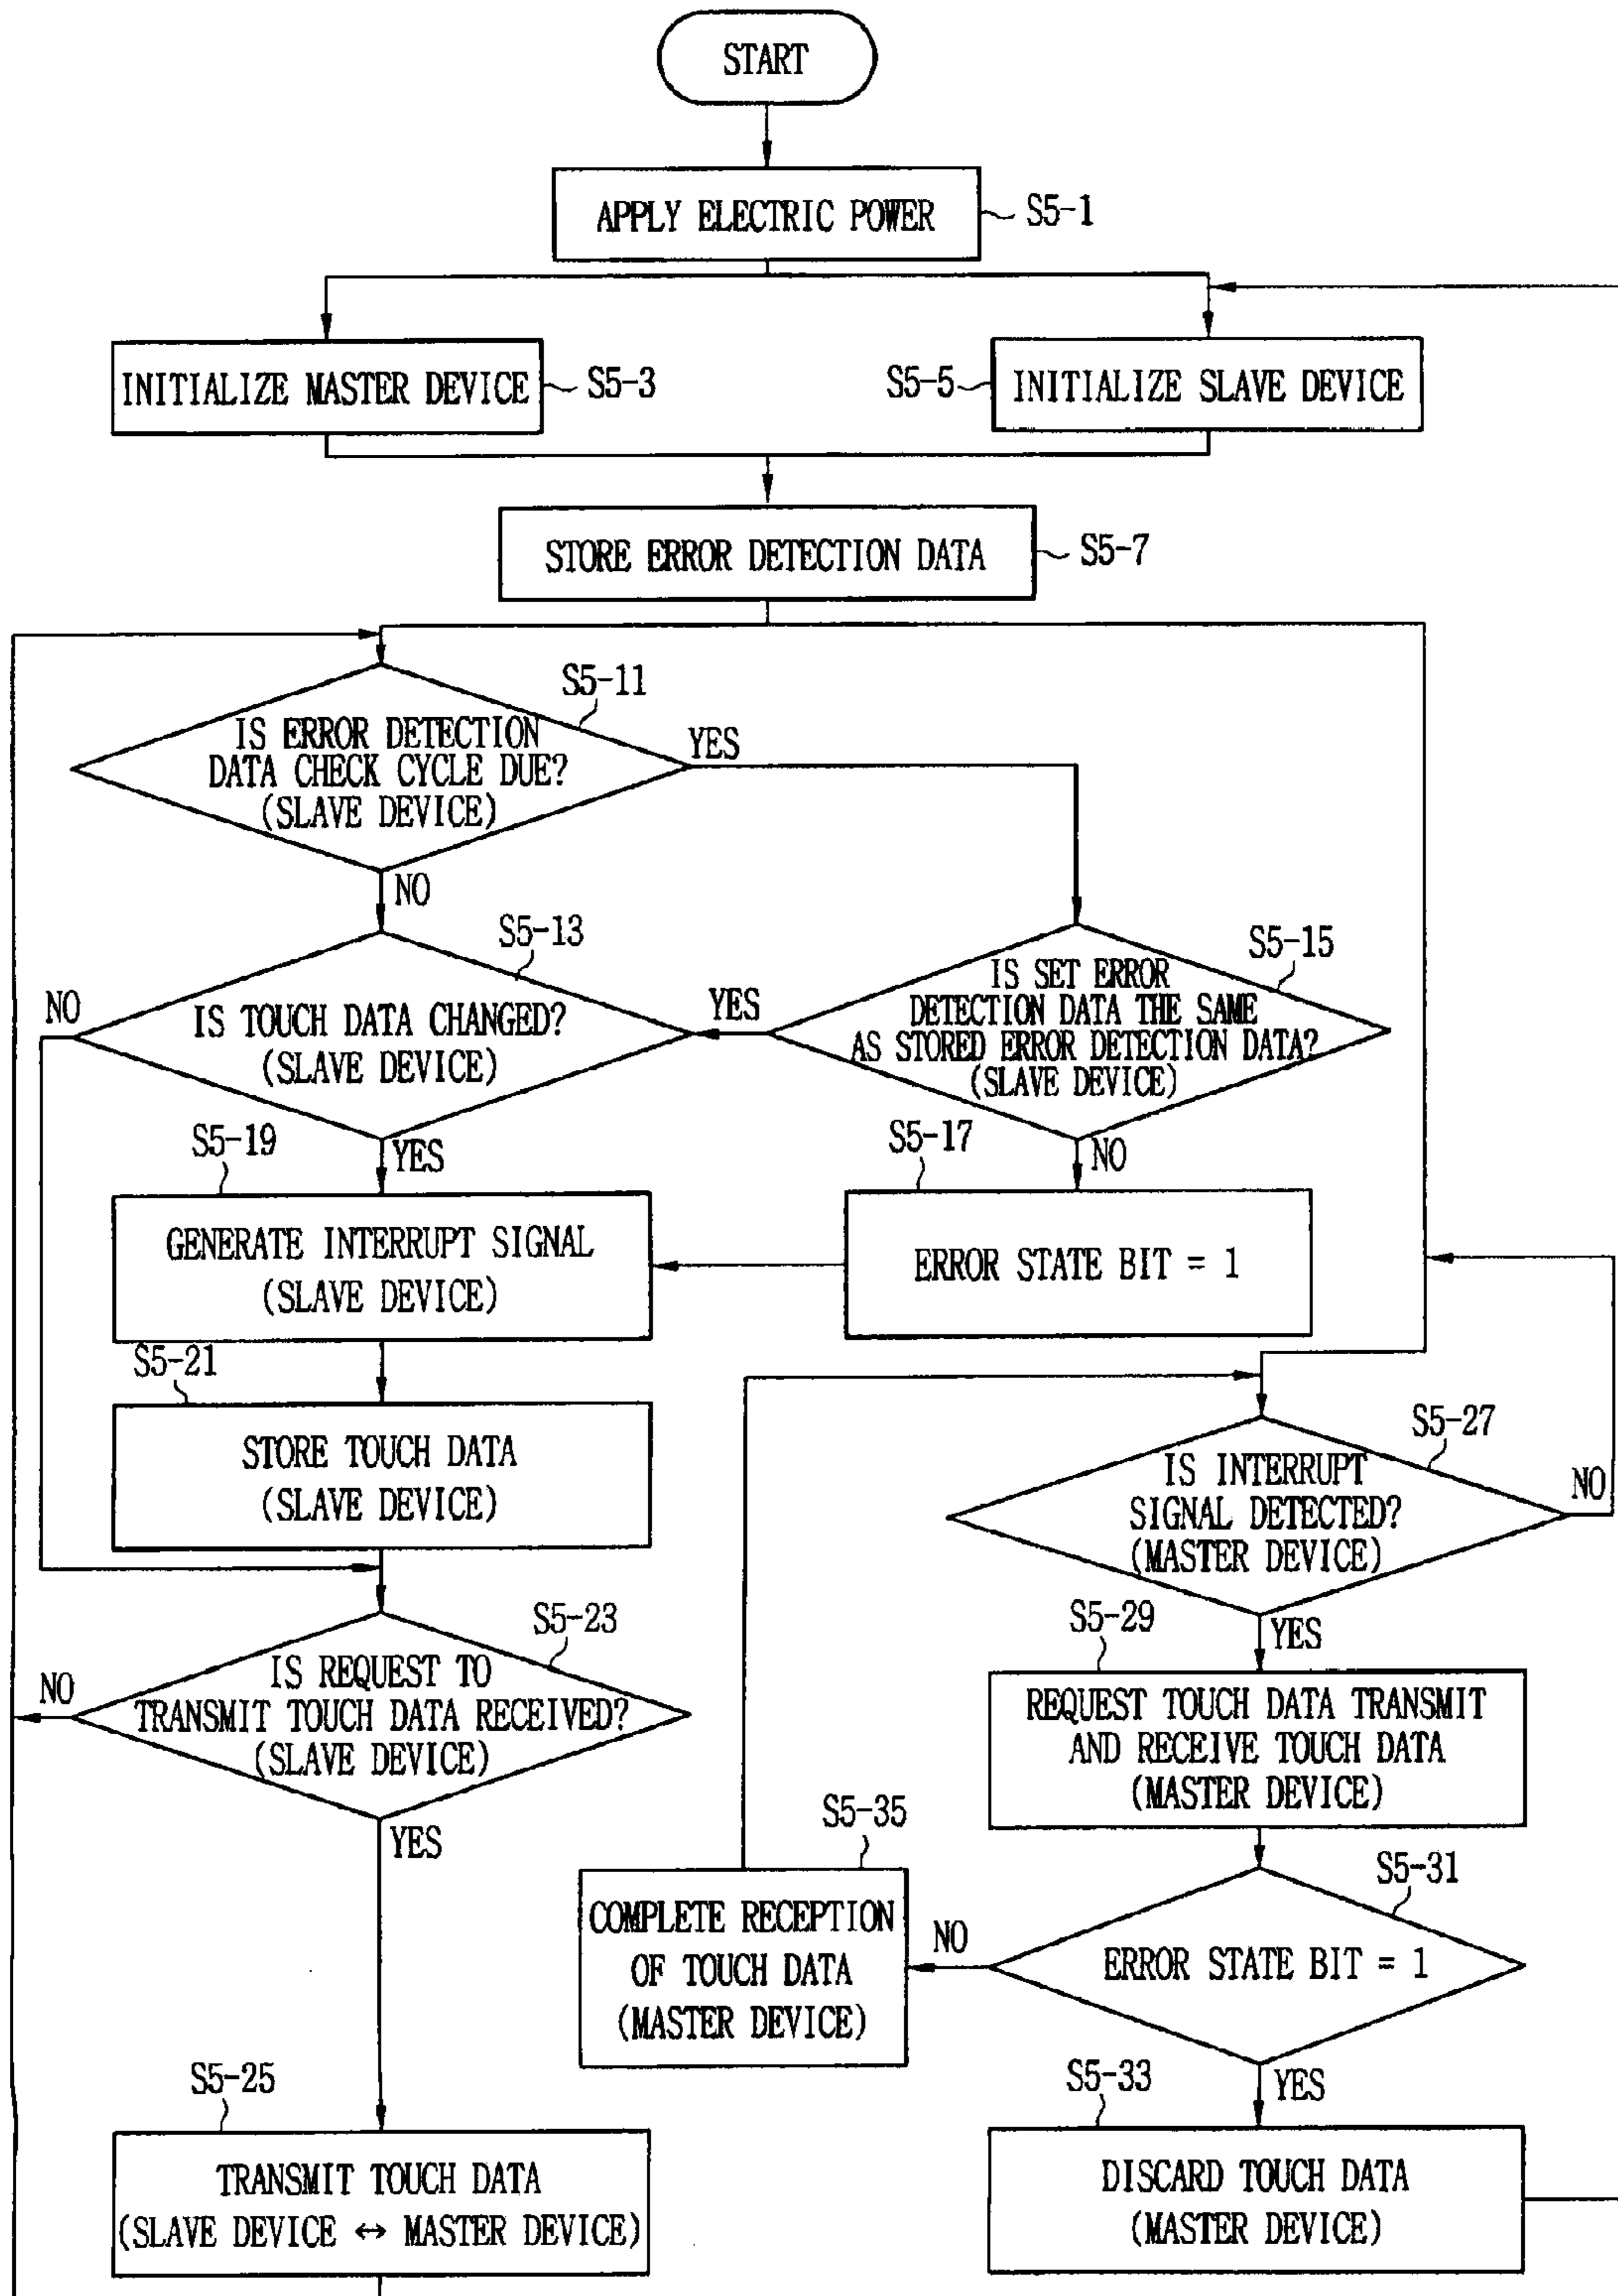 START
APPLY ELECTRIC POWER
S5-1
INITIALIZE MASTER DEVICE
S5-3
S5-5
INITIALIZE SLAVE DEVICE
STORE ERROR DETECTION DATA
S5-7
S5-11
IS ERROR DETECTION
DATA CHECK CYCLE DUE?
(SLAVE DEVICE)
YES
NO
S5-13
IS TOUCH DATA CHANGED?
(SLAVE DEVICE)
NO
YES
S5-15
IS SET ERROR
DETECTION DATA THE SAME
AS STORED ERROR DETECTION DATA?
(SLAVE DEVICE)
YES
NO
S5-17
ERROR STATE BIT = 1
S5-19
GENERATE INTERRUPT SIGNAL
(SLAVE DEVICE)
S5-21
STORE TOUCH DATA
(SLAVE DEVICE)
S5-23
IS REQUEST TO
TRANSMIT TOUCH DATA RECEIVED?
(SLAVE DEVICE)
NO
YES
S5-25
TRANSMIT TOUCH DATA
(SLAVE DEVICE ↔ MASTER DEVICE)
S5-27
IS INTERRUPT
SIGNAL DETECTED?
(MASTER DEVICE)
NO
YES
S5-29
REQUEST TOUCH DATA TRANSMIT
AND RECEIVE TOUCH DATA
(MASTER DEVICE)
S5-31
ERROR STATE BIT = 1
NO
YES
S5-35
COMPLETE RECEPTION
OF TOUCH DATA
(MASTER DEVICE)
S5-33
DISCARD TOUCH DATA
(MASTER DEVICE)